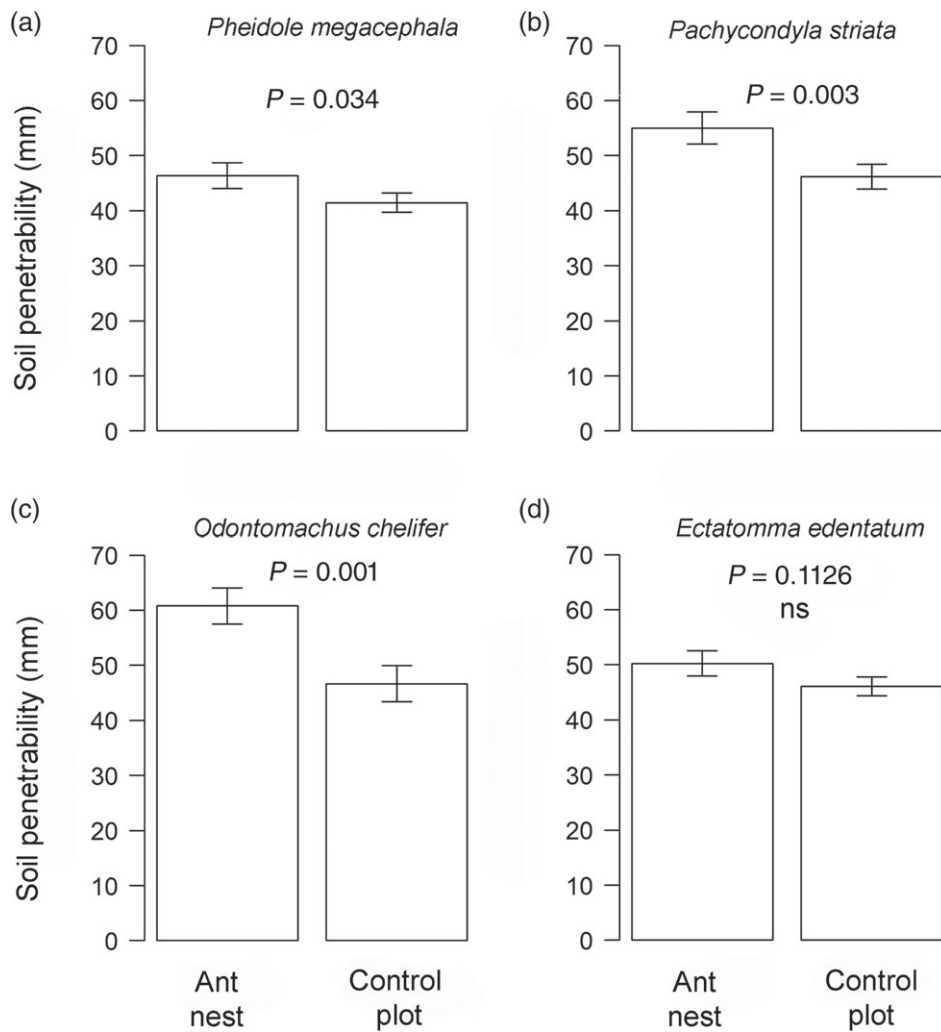 (a)
Pheidole megacephala
P = 0.034
Soil penetrability (mm)
70
60
50
40
30
20
10
0
(b)
Pachycondyla striata
P = 0.003
70
60
50
40
30
20
10
0
(c)
Odontomachus chelifer
P = 0.001
Soil penetrability (mm)
70
60
50
40
30
20
10
0
Ant
nest
Control
plot
(d)
Ectatomma edentatum
P = 0.1126
ns
70
60
50
40
30
20
10
0
Ant
nest
Control
plot